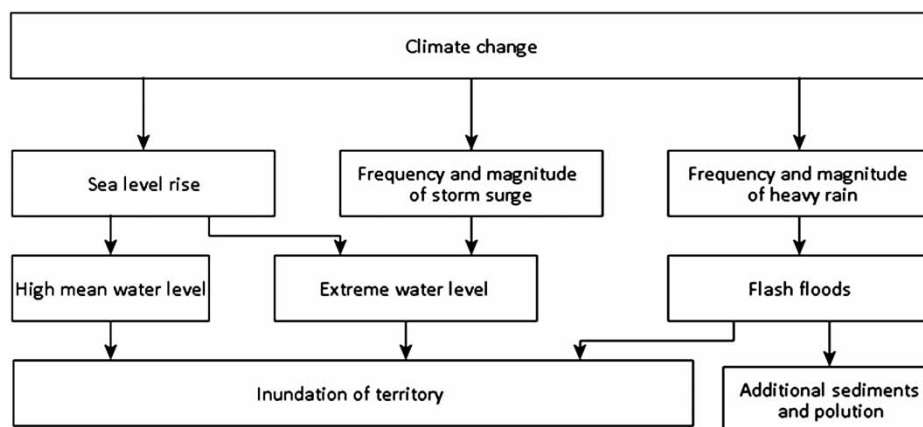 Climate change
Sea level rise
Frequency and magnitude
of storm surge
Frequency and magnitude
of heavy rain
High mean water level
Extreme water level
Flash floods
Inundation of territory
Additional sediments
and polution